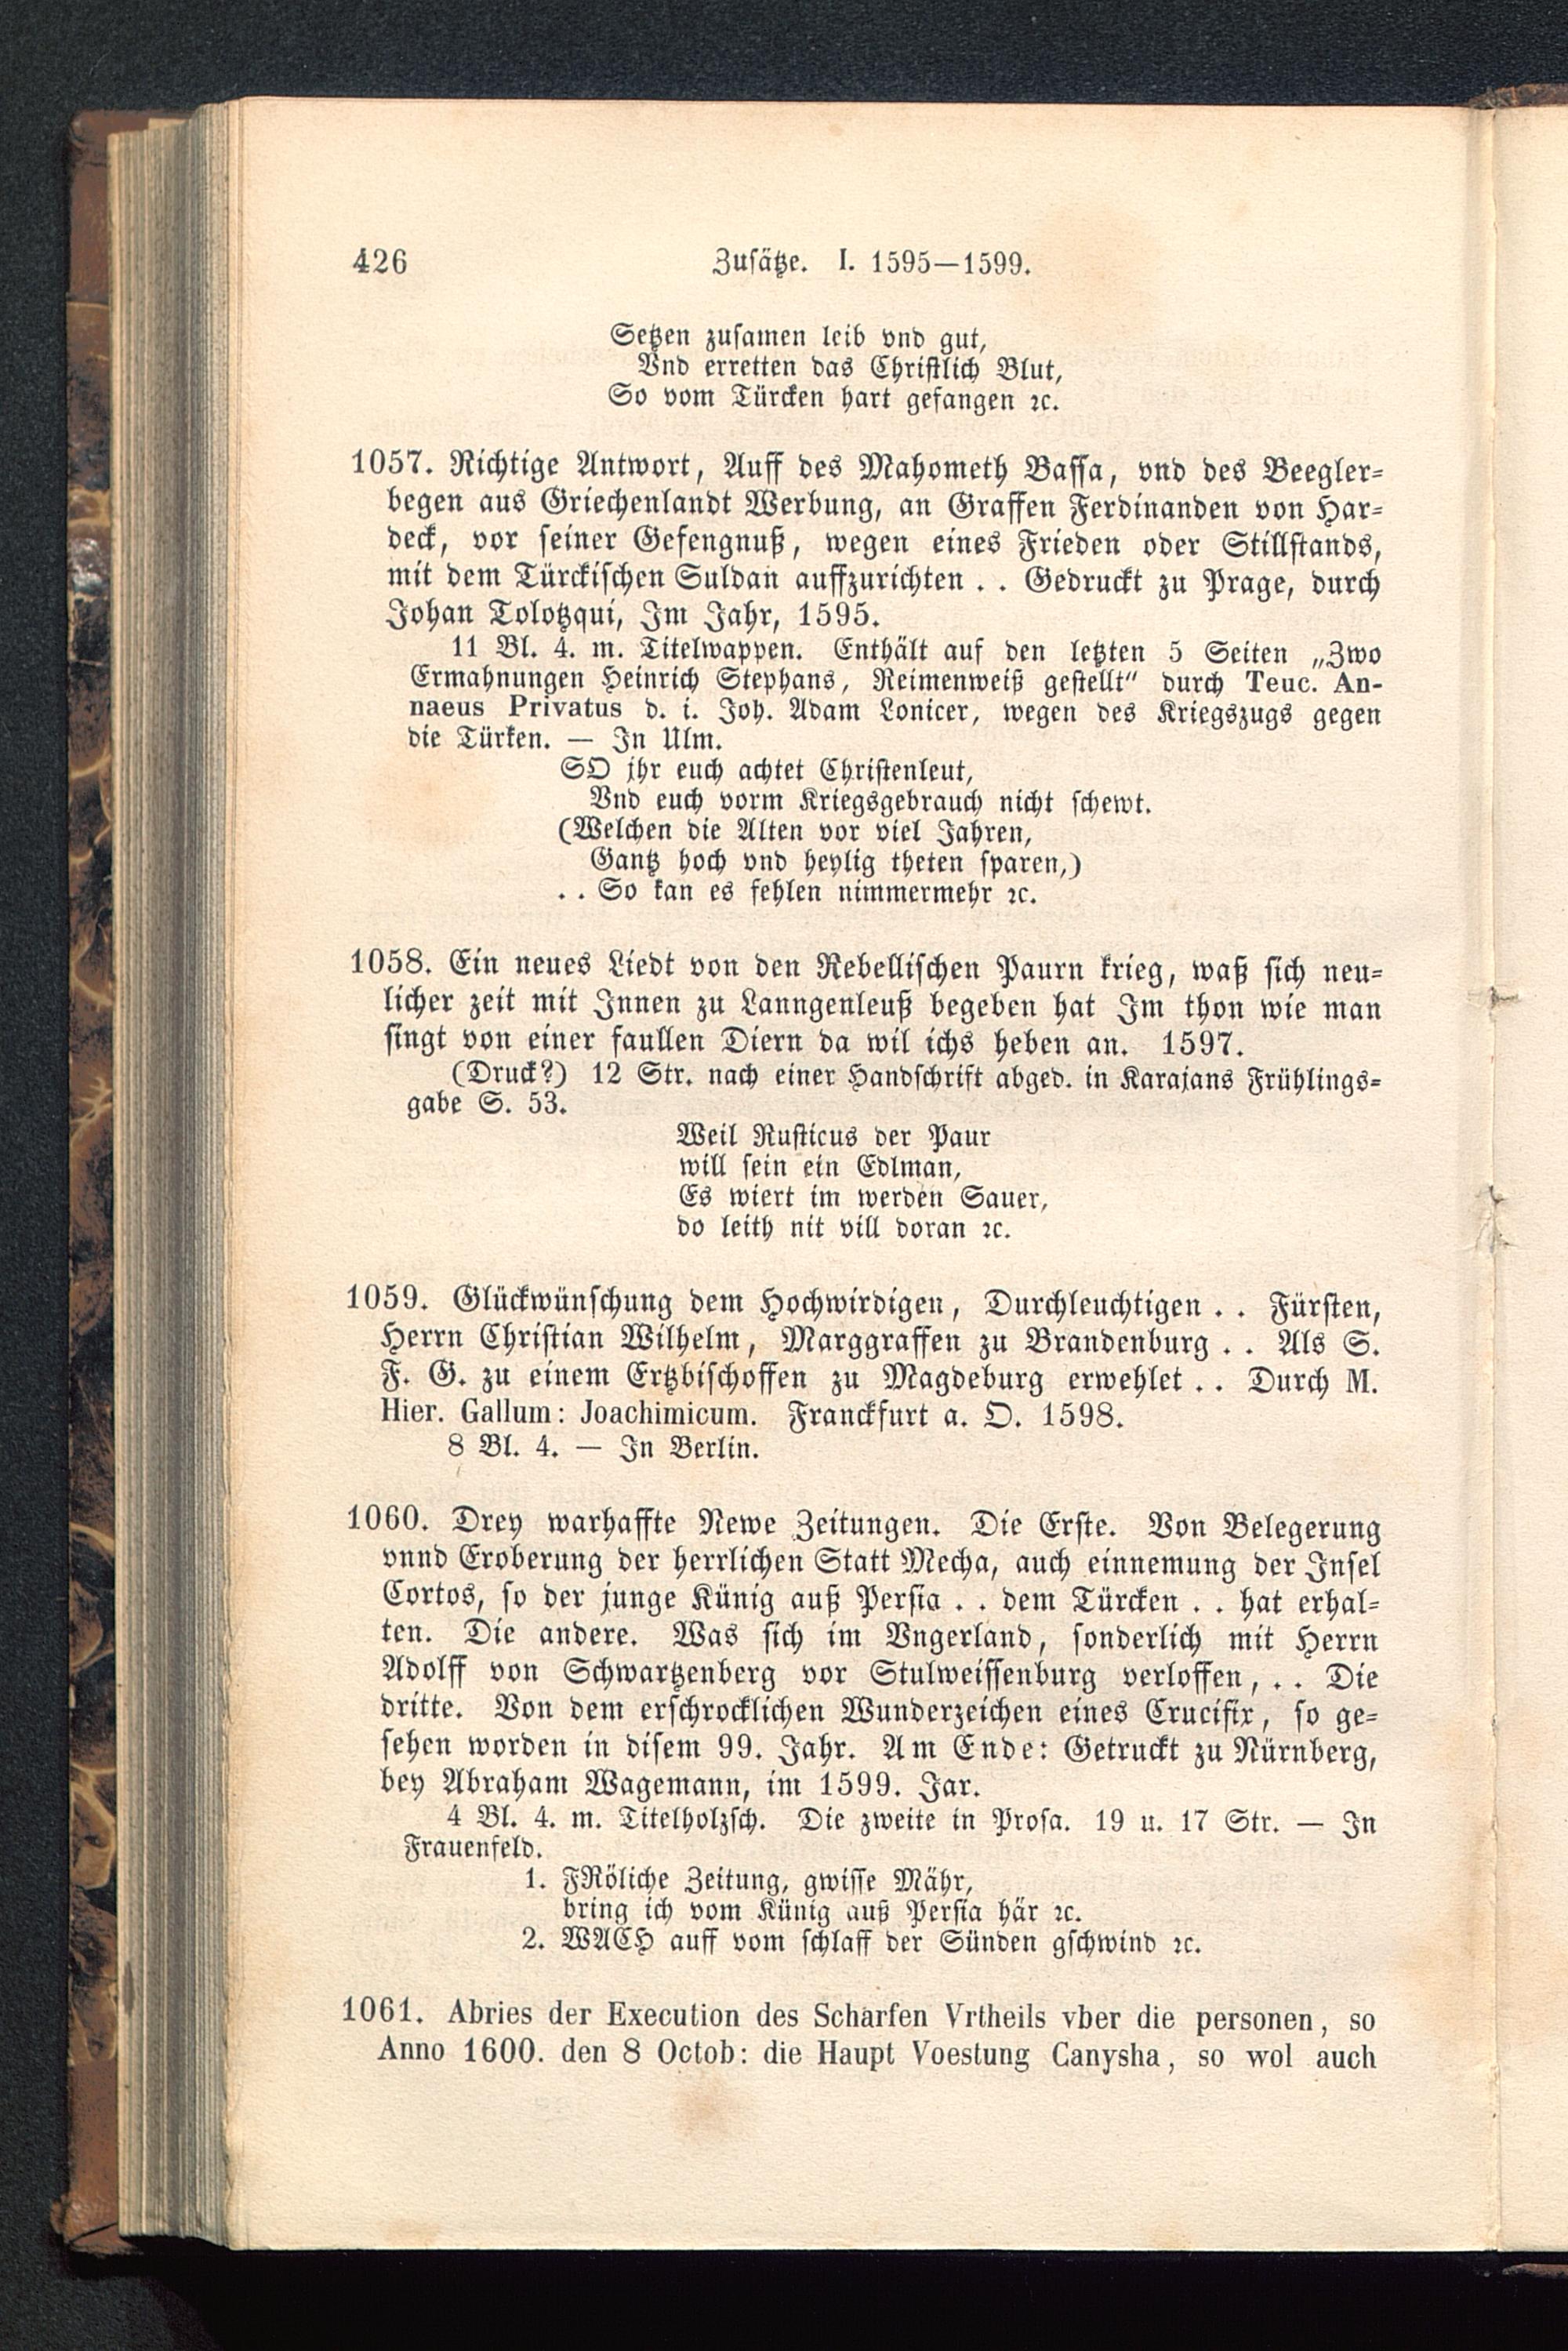 426 Zusätze. I. 1595—1599.
Setzen zusamen leib vnd gut,
Vnd erretten das Christlich Blut,
So vom Türcken hart gefangen ꝛc.
1057. Richtige Antwort, Auff des Mahometh Bassa, vnd des Beegler-
begen aus Griechenlandt Werbung, an Graffen Ferdinanden von Har-
deck, vor seiner Gefengnuß, wegen eines Frieden oder Stillstands,
mit dem Türckischen Suldan auffzurichten . . Gedruckt zu Prage, durch
Johan Tolotzqui, Im Jahr, 1595.
11 Bl. 4. m. Titelwappen. Enthält auf den letzten 5 Seiten „Zwo
Ermahnungen Heinrich Stephans, Reimenweiß gestellt“ durch Teuc. An-
naeus Privatus d. i. Joh. Adam Lonicer, wegen des Kriegszugs gegen
die Türken. — In Ulm.
SO jhr euch achtet Christenleut,
Vnd euch vorm Kriegsgebrauch nicht schewt.
(Welchen die Alten vor viel Jahren,
Gantz hoch vnd heylig theten sparen,)
. . So kan es fehlen nimmermehr ꝛc.
1058. Ein neues Liedt von den Rebellischen Paurn krieg, waß sich neu-
licher zeit mit Innen zu Lanngenleuß begeben hat Im thon wie man
singt von einer faullen Diern da wil ichs heben an. 1597.
(Druck?) 12 Str. nach einer Handschrift abged. in Karajans Frühlings-
gabe S. 53.
Weil Rusticus der Paur
will sein ein Edlman,
Es wiert im werden Sauer,
do leith nit vill doran ꝛc.
1059. Glückwünschung dem Hochwirdigen, Durchleuchtigen . . Fürsten,
Herrn Christian Wilhelm, Marggraffen zu Brandenburg . . Als S.
F. G. zu einem Ertzbischoffen zu Magdeburg erwehlet . . Durch M.
Hier. Gallum: Joachimicum. Franckfurt a. O. 1598.
8 Bl. 4. — In Berlin.
1060. Drey warhaffte Newe Zeitungen. Die Erste. Von Belegerung
vnnd Eroberung der herrlichen Statt Mecha, auch einnemung der Insel
Cortos, so der junge Künig auß Persia . . dem Türcken . . hat erhal-
ten. Die andere. Was sich im Vngerland, sonderlich mit Herrn
Adolff von Schwartzenberg vor Stulweissenburg verloffen, . . Die
dritte. Von dem erschrocklichen Wunderzeichen eines Crucifix, so ge-
sehen worden in disem 99. Jahr. Am Ende: Getruckt zu Nürnberg,
bey Abraham Wagemann, im 1599. Jar.
4 Bl. 4. m. Titelholzsch. Die zweite in Prosa. 19 u. 17 Str. — In
Frauenfeld.
1. FRöliche Zeitung, gwisse Mähr,
bring ich vom Künig auß Persia här ꝛc.
2. WACH auff vom schlaff der Sünden gschwind ꝛc.
1061. Abries der Execution des Scharfen Vrtheils vber die personen, so
Anno 1600. den 8 Octob: die Haupt Voestung Canysha, so wol auch